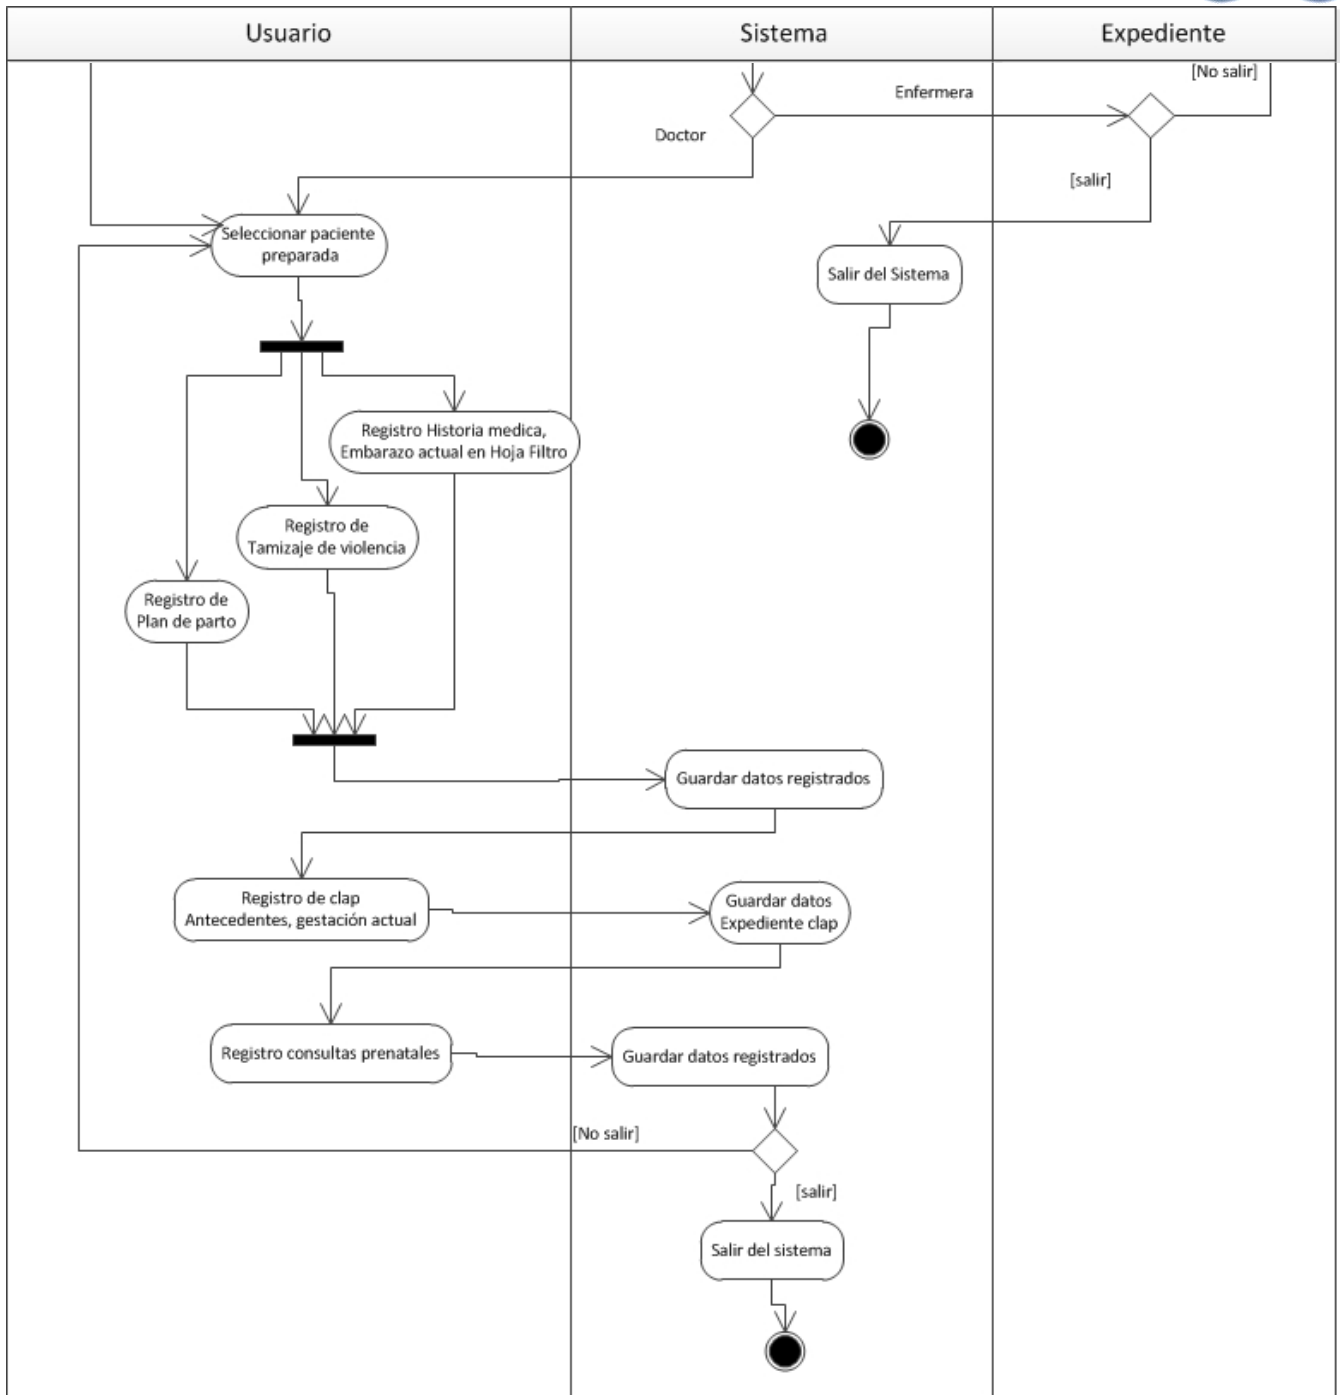 Usuario
Sistema
Expediente
[No salir]
Enfermera
Doctor
[salir]
Seleccionar paciente
preparada
Salir del Sistema
Registro Historia medica,
Embarazo actual en Hoja Filtro
Registro de
Tamizaje de violencia
Registro de
Plan de parto
Guardar datos registrados
Registro de clap
Antecedentes, gestación actual
Guardar datos
Expediente clap
Registro consultas prenatales
Guardar datos registrados
[No salir]
[salir]
Salir del sistema